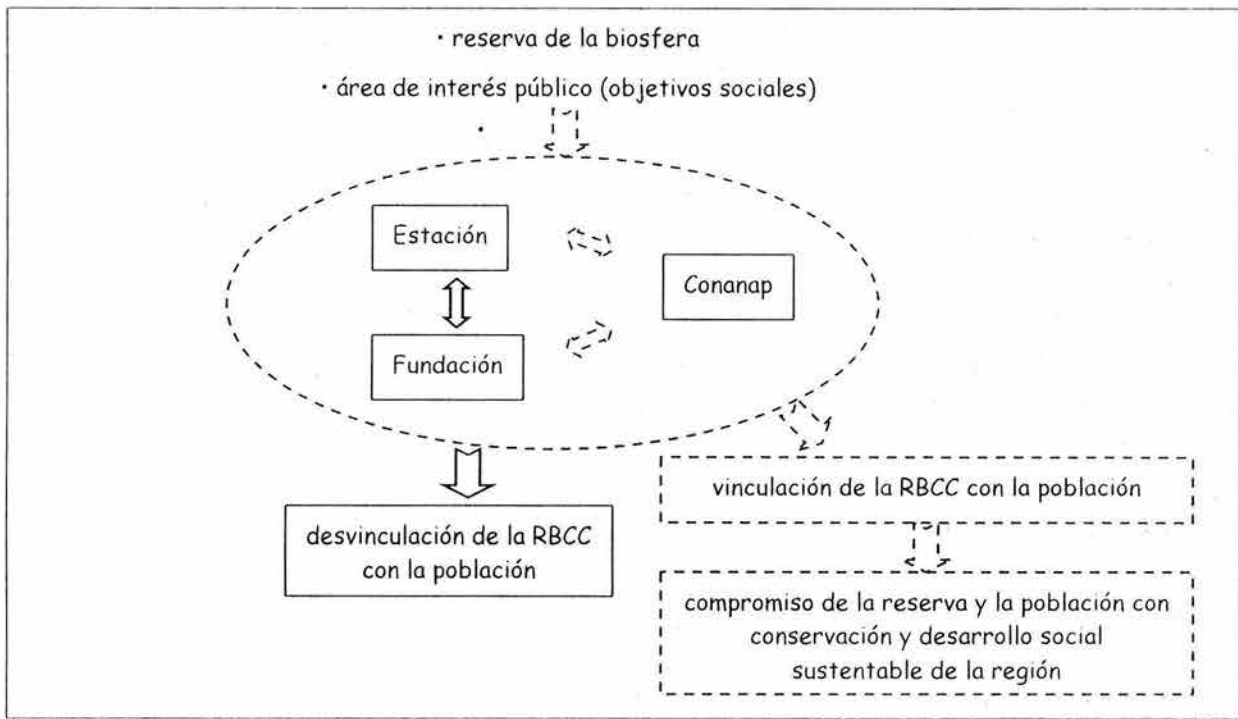 · reserva de la biosfera
· área de interés público (objetivos sociales)
·
Estación
Conanap
Fundación
vinculación de la RBCC con la población
desvinculación de la RBCC
con la población
compromiso de la reserva y la población con
conservación y desarrollo social
sustentable de la región